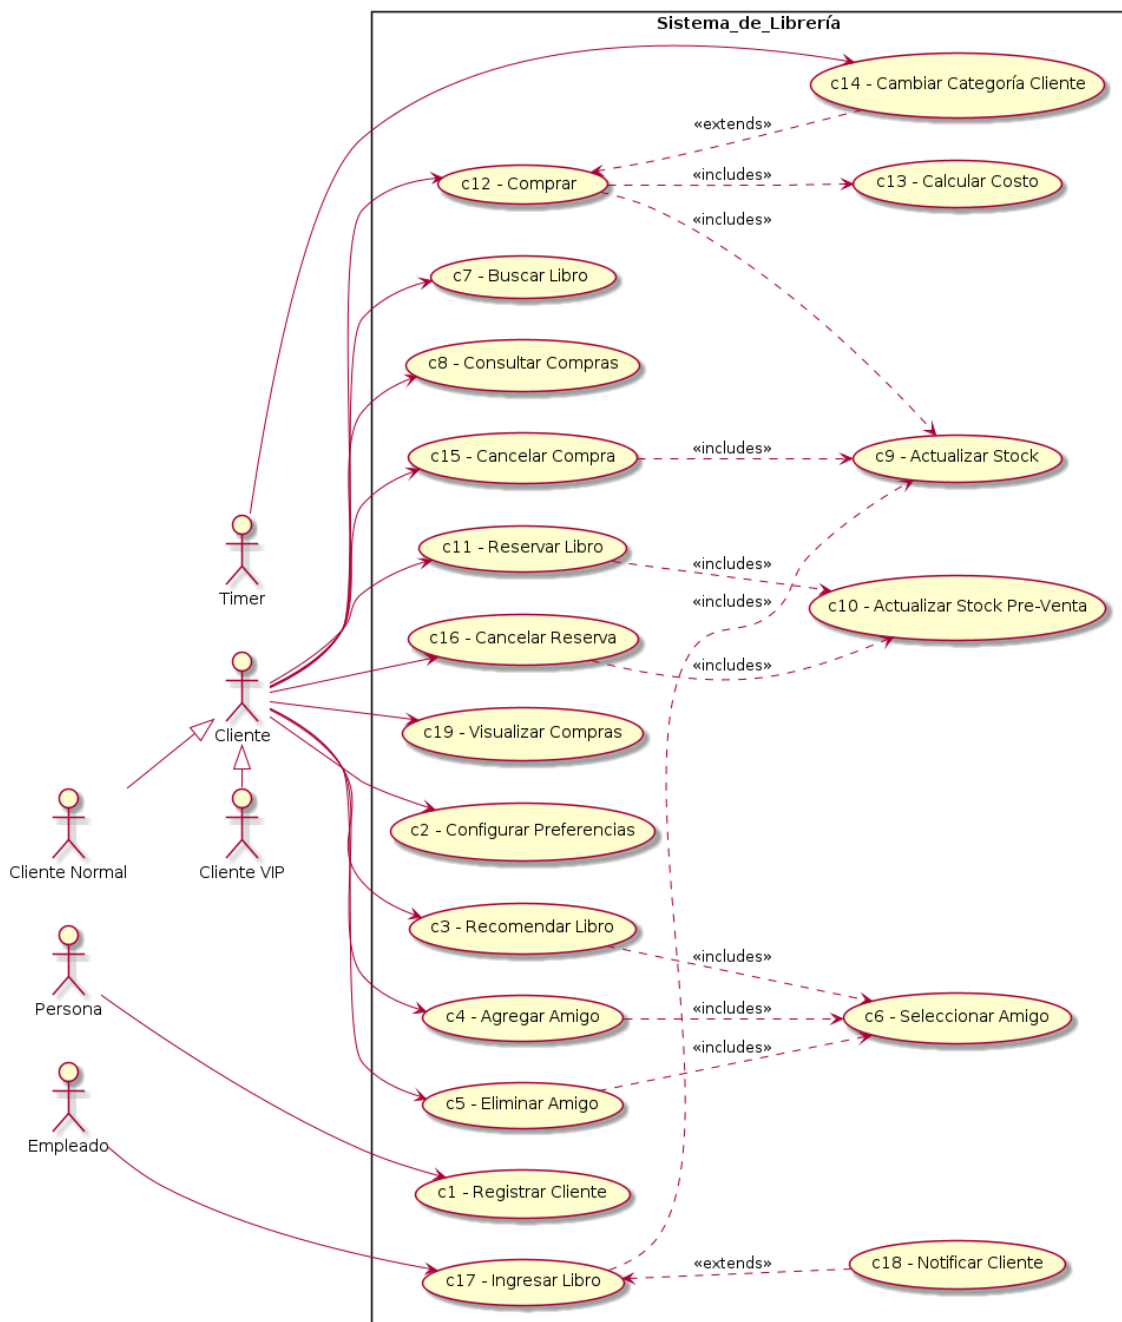 Sistema_de_Librería
c14 - Cambiar Categoría Cliente
«extends»
c12 - Comprar
«includes»
c13 - Calcular Costo
«includes»
c7 - Buscar Libro
c8 - Consultar Compras
c15 - Cancelar Compra
«includes»
c9 - Actualizar Stock
c11 - Reservar Libro
«includes»
Timer
«includes»
c10 - Actualizar Stock Pre-Venta
c16 - Cancelar Reserva
«includes»
Cliente
c19 - Visualizar Compras
c2 - Configurar Preferencias
Cliente Normal
Cliente VIP
c3 - Recomendar Libro
«includes»
Persona
c4 - Agregar Amigo
«includes»
c6 - Seleccionar Amigo
«includes»
c5 - Eliminar Amigo
Empleado
c1 - Registrar Cliente
«extends»
c18 - Notificar Cliente
c17 - Ingresar Libro